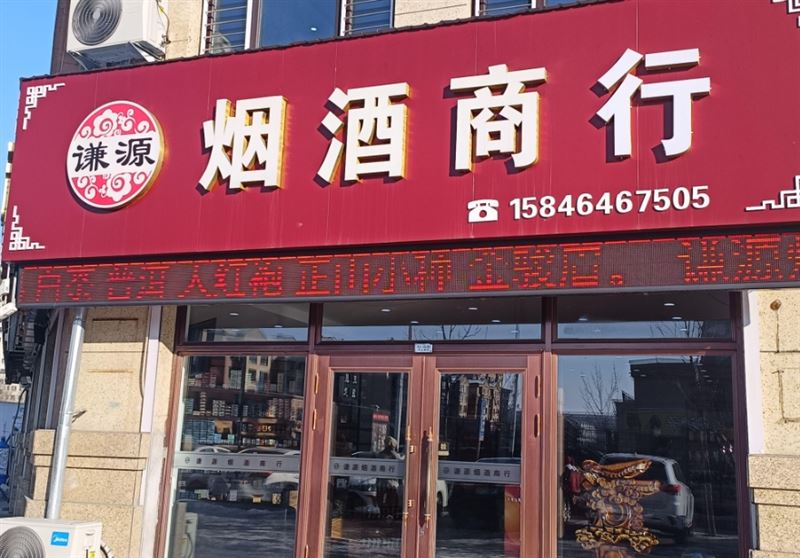 谦源
烟酒商行
15846467505
白茶 普洱 大红袍 正山小种 金骏眉。 谦源
谦源烟酒商行
谦源烟酒商行
谦源烟酒商行
Midea